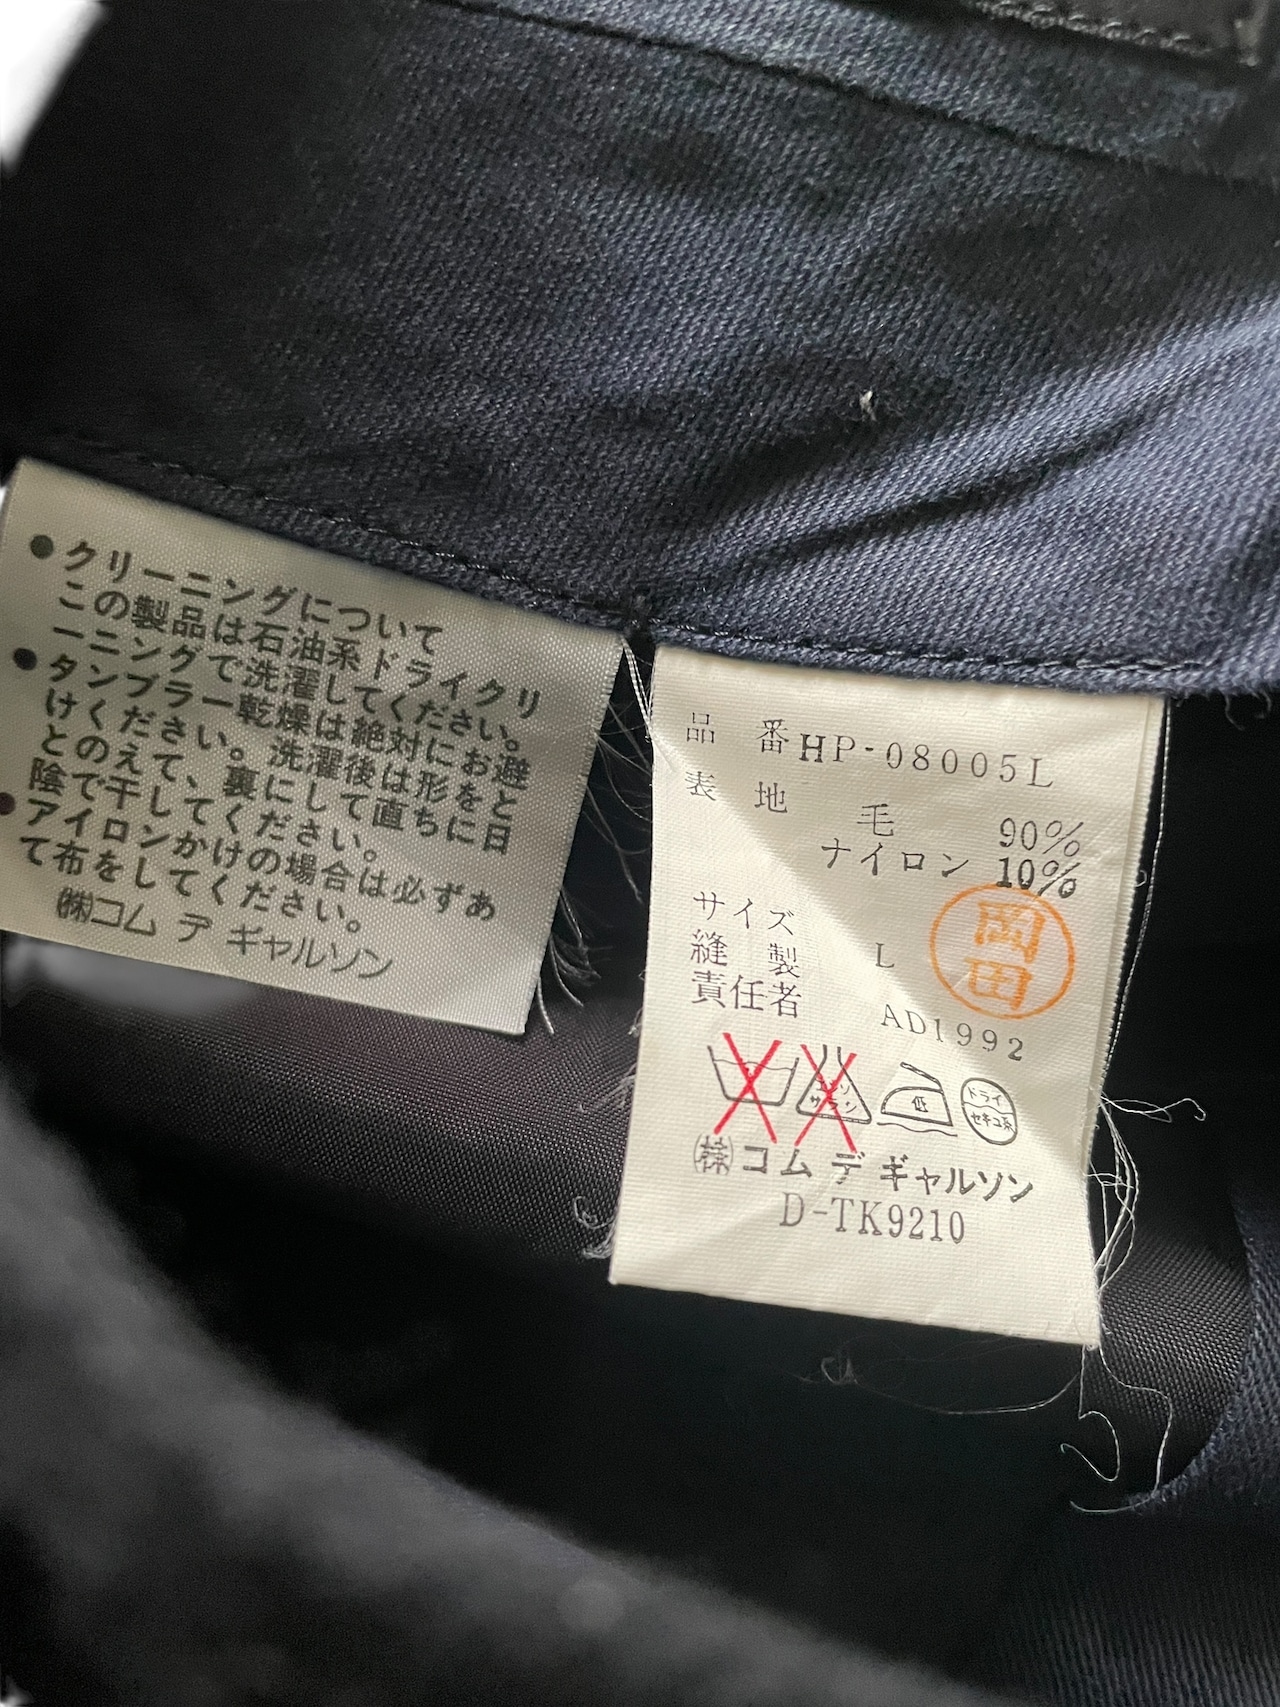 ●クリーニングについて
この製品は石油系ドライクリ
ーニングで洗濯してください。
●タンブラー乾燥は絶対にお避
けください。洗濯後は形をと
とのえて、裏にして直ちに日
陰で干してください。
●アイロンかけの場合は必ずあ
て布をしてください。
㈱コム デ ギャルソン
品 番 HP-08005L
表 地 毛 90%
ナイロン 10%
サイズ L
縫 製
責任者
岡田
AD1992
エンソ
サラシ
低
ドライ
セキユ系
㈱コム デ ギャルソン
D-TK9210